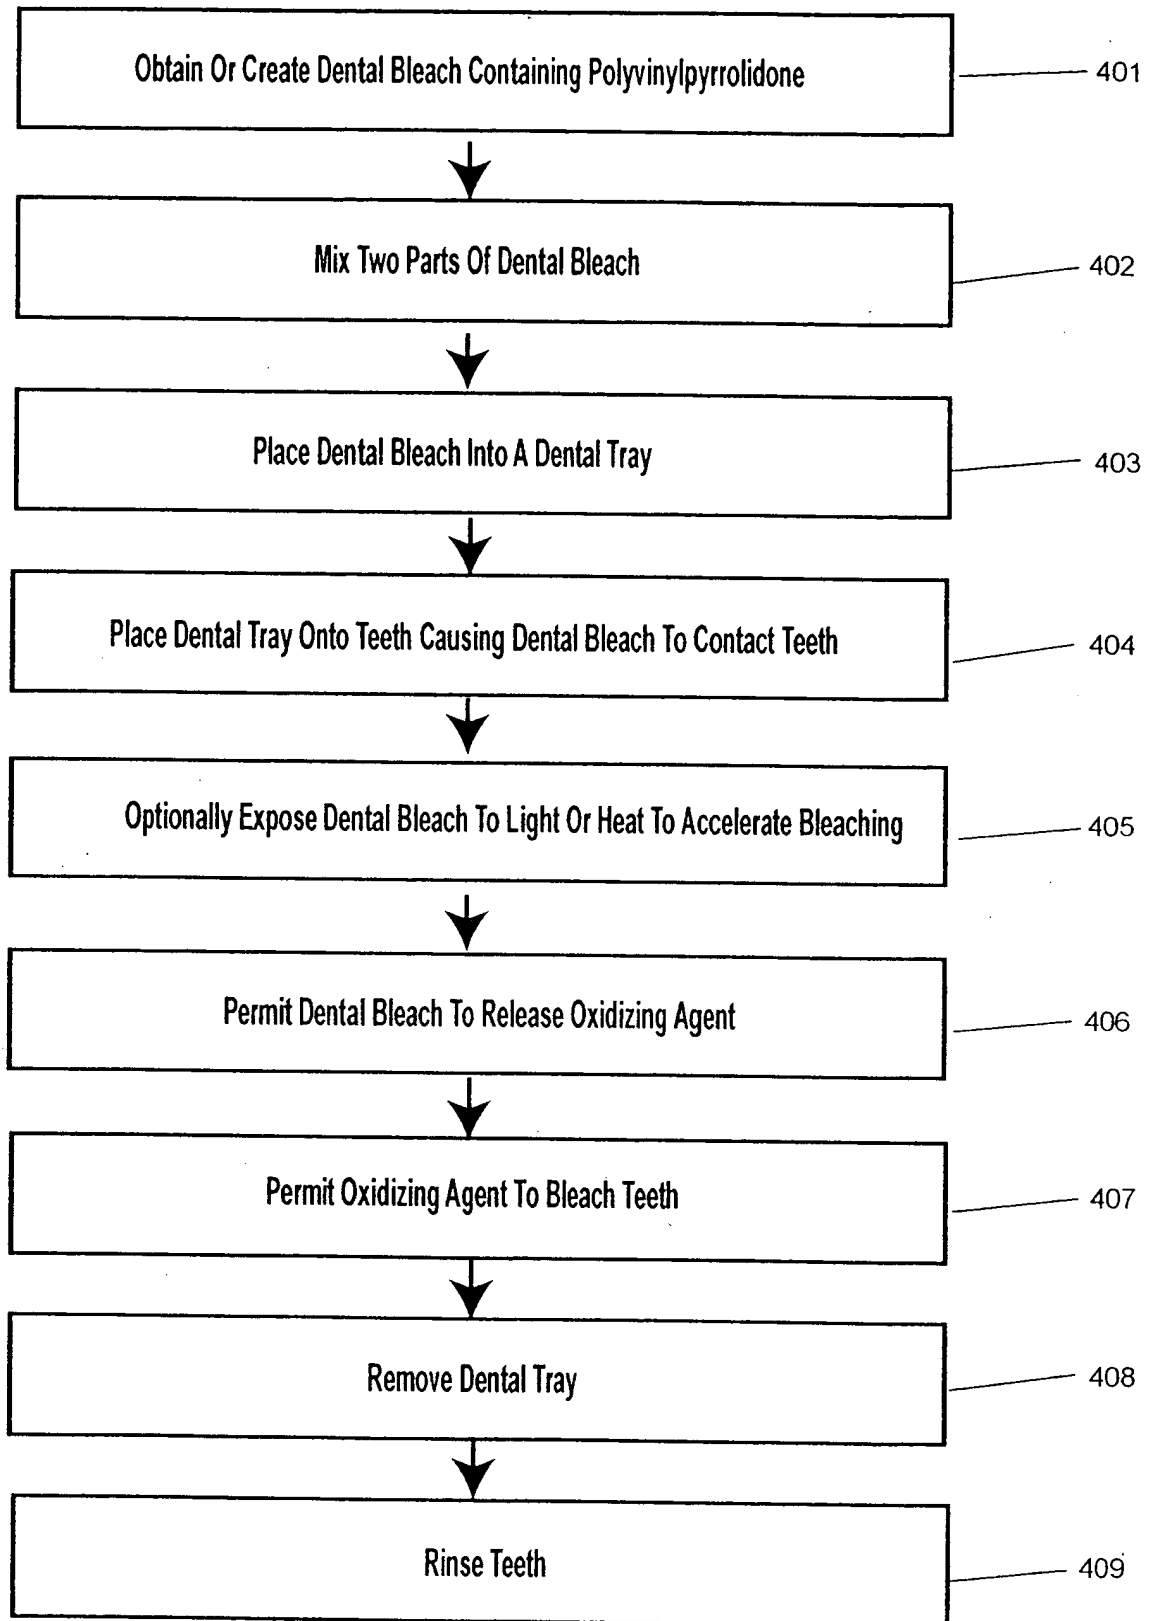 Obtain Or Create Dental Bleach Containing Polyvinylpyrrolidone
401
Mix Two Parts Of Dental Bleach
402
Place Dental Bleach Into A Dental Tray
403
Place Dental Tray Onto Teeth Causing Dental Bleach To Contact Teeth
404
Optionally Expose Dental Bleach To Light Or Heat To Accelerate Bleaching
405
Permit Dental Bleach To Release Oxidizing Agent
406
Permit Oxidizing Agent To Bleach Teeth
407
Remove Dental Tray
408
Rinse Teeth
409